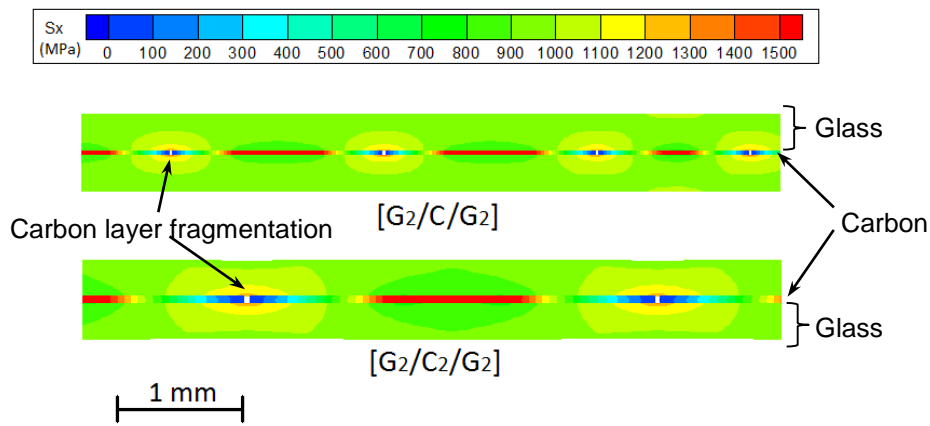 Sx
(MPa)
0 100 200 300 400 500 600 700 800 900 1000 1100 1200 1300 1400 1500
Glass
[G2/C/G2]
Carbon layer fragmentation
Carbon
Glass
[G2/C2/G2]
1 mm